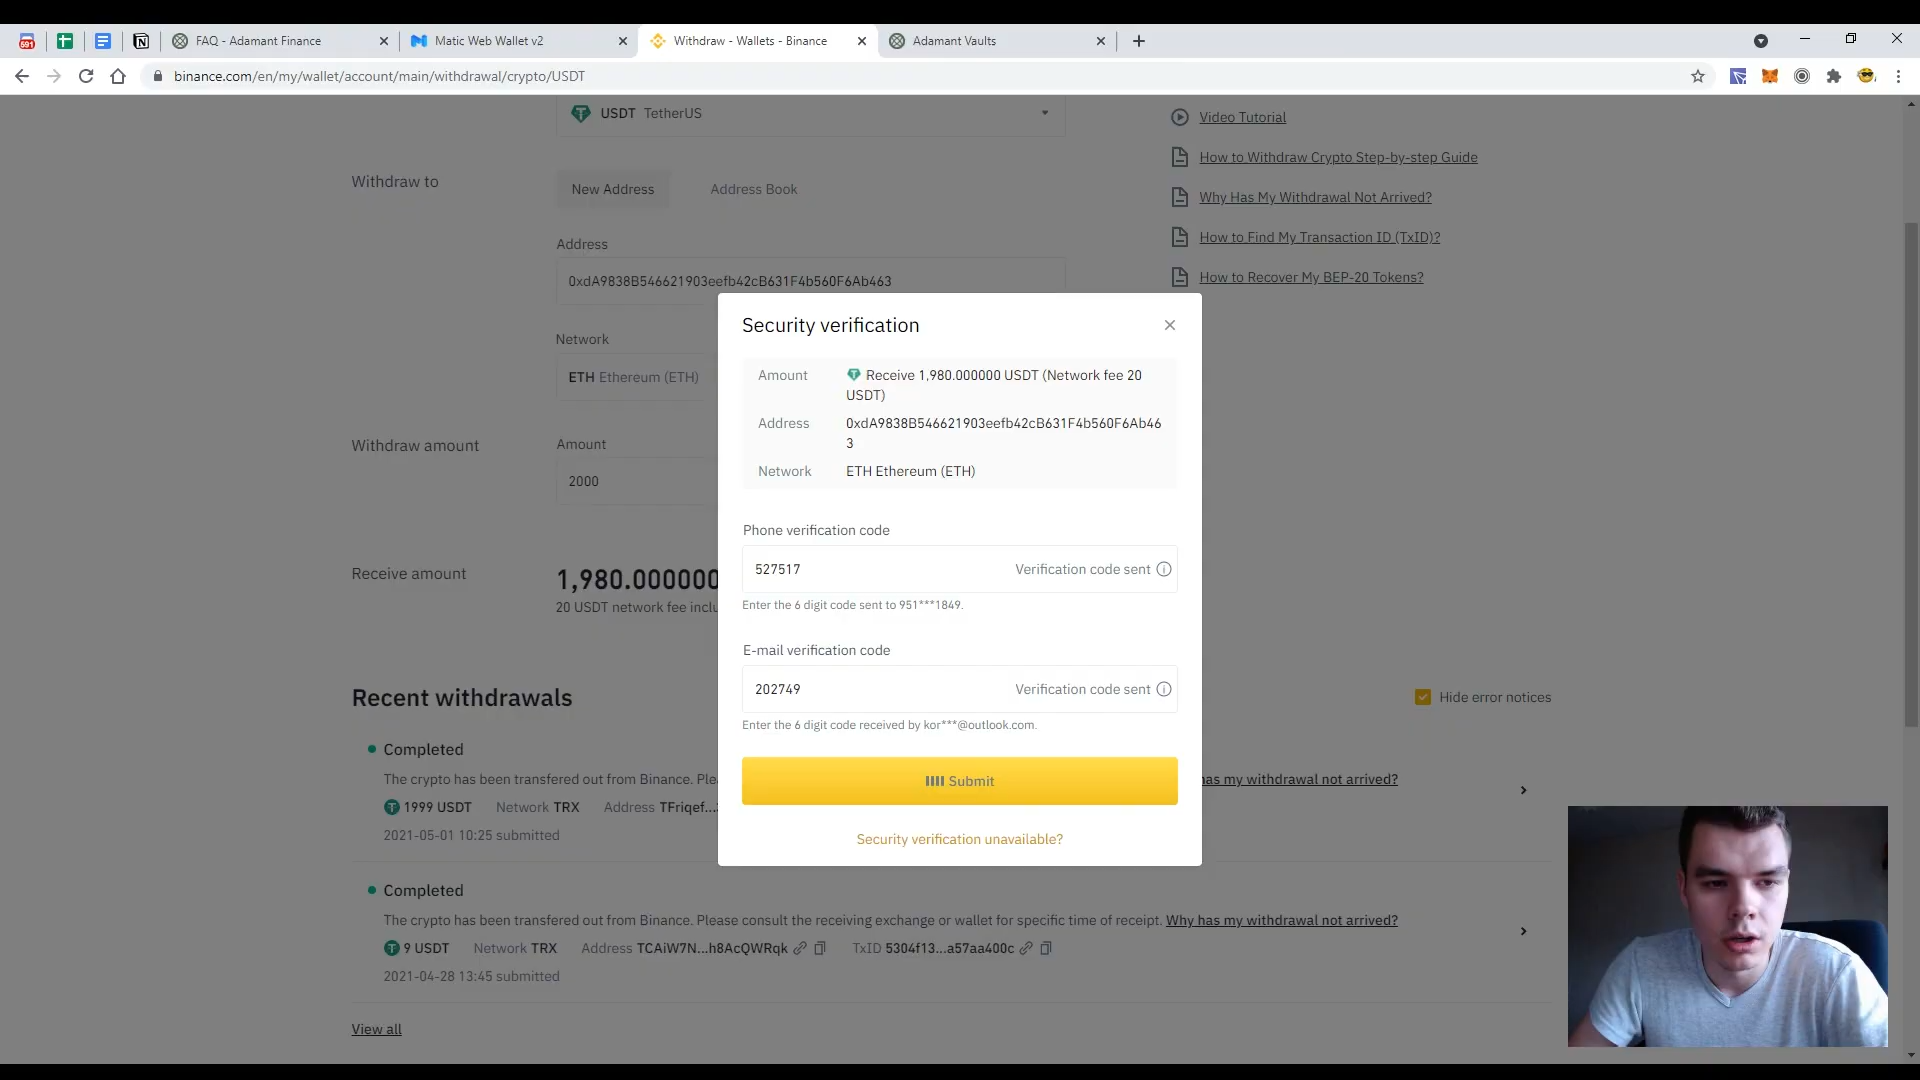 591
FAQ - Adamant Finance
Matic Web Wallet v2
Withdraw - Wallets - Binance
Adamant Vaults
binance.com/en/my/wallet/account/main/withdrawal/crypto/USDT
USDT TetherUS
Video Tutorial
How to Withdraw Crypto Step-by-step Guide
Why Has My Withdrawal Not Arrived?
How to Find My Transaction ID (TxID)?
How to Recover My BEP-20 Tokens?
Withdraw to
New Address
Address Book
Address
0xdA9838B546621903eefb42cB631F4b560F6Ab463
Network
ETH Ethereum (ETH)
Withdraw amount
Amount
2000
Receive amount
1,980.000000
20 USDT network fee inclu
Security verification
Amount
Receive 1,980.000000 USDT (Network fee 20
USDT)
Address
0xdA9838B546621903eefb42cB631F4b560F6Ab46
3
Network
ETH Ethereum (ETH)
Phone verification code
527517
Verification code sent
Enter the 6 digit code sent to 951***1849.
E-mail verification code
202749
Verification code sent
Enter the 6 digit code received by kor***@outlook.com.
Submit
Security verification unavailable?
Recent withdrawals
Hide error notices
Completed
The crypto has been transfered out from Binance. Plea
has my withdrawal not arrived?
1999 USDT Network TRX Address TFriqef...
2021-05-01 10:25 submitted
Completed
The crypto has been transfered out from Binance. Please consult the receiving exchange or wallet for specific time of receipt. Why has my withdrawal not arrived?
9 USDT Network TRX Address TCAiW7N...h8AcQWRqk TxID 5304f13...a57aa400c
2021-04-28 13:45 submitted
View all